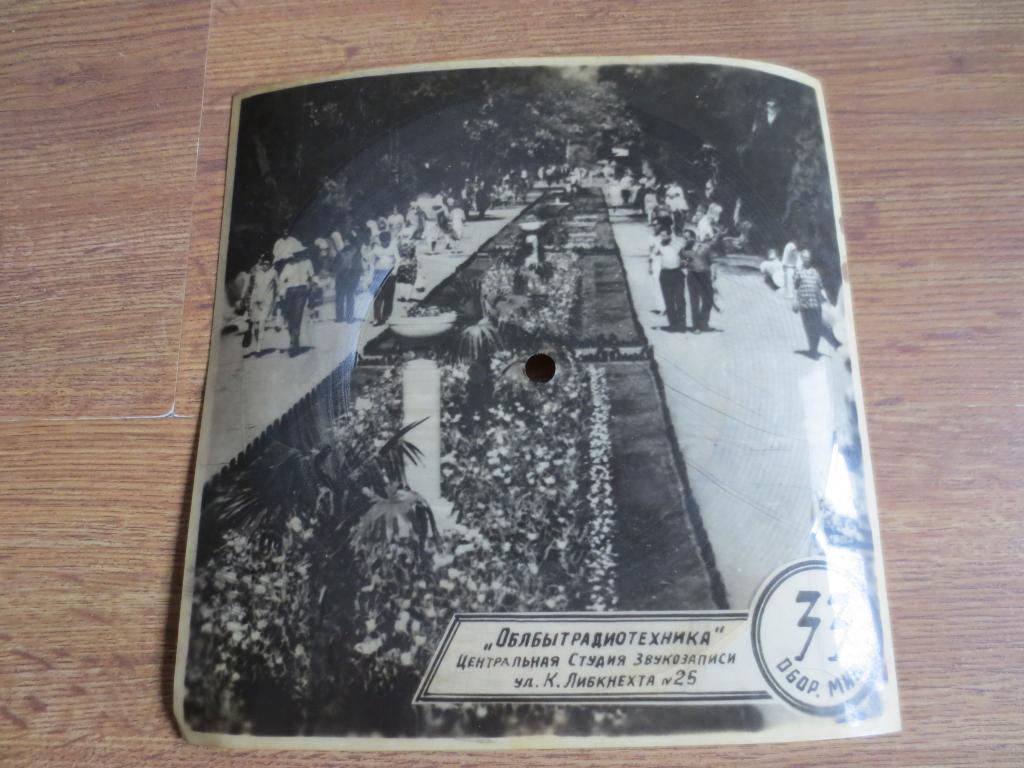 „Облбытрадиотехника"
Центральная Студия Звукозаписи
ул. К. Либкнехта №25
33
обор. мин